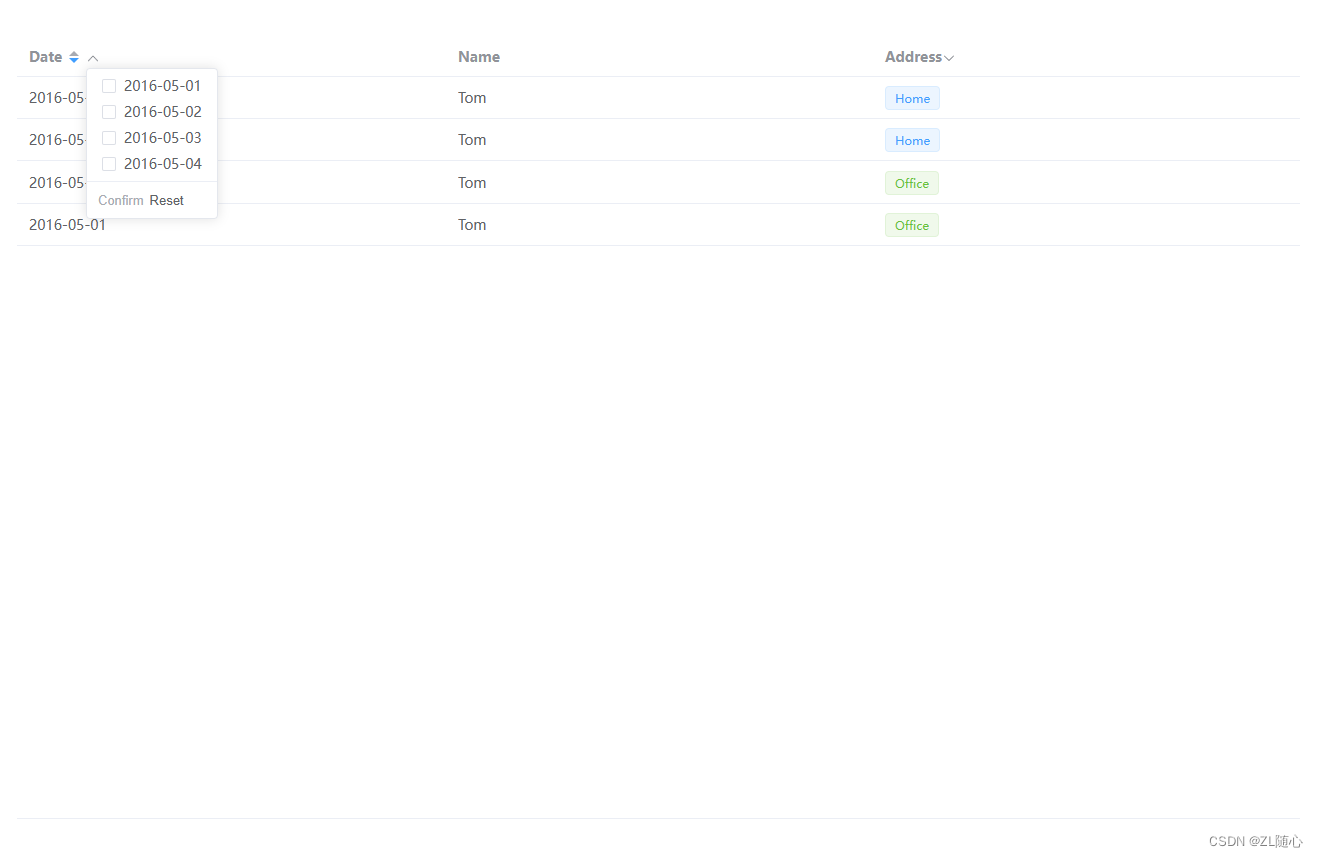 Date Name Address
2016-05- Tom Home
2016-05- Tom Home
2016-05- Tom Office
2016-05-01 Tom Office
2016-05-01
2016-05-02
2016-05-03
2016-05-04
Confirm Reset
CSDN @ZL随心